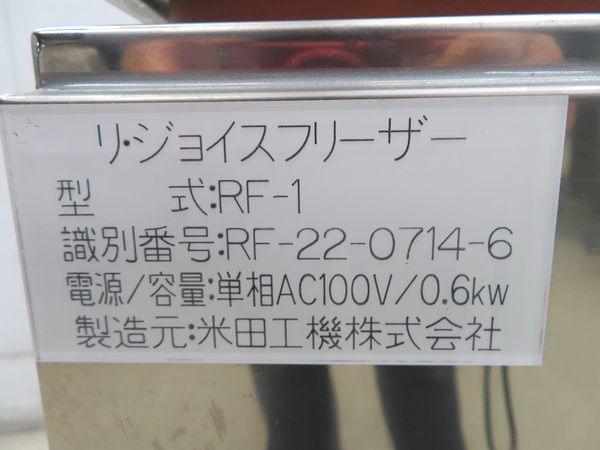 リ・ジョイスフリーザー
型　　式:RF-1
識別番号:RF-22-0714-6
電源/容量:単相AC100V/0.6kw
製造元:米田工機株式会社